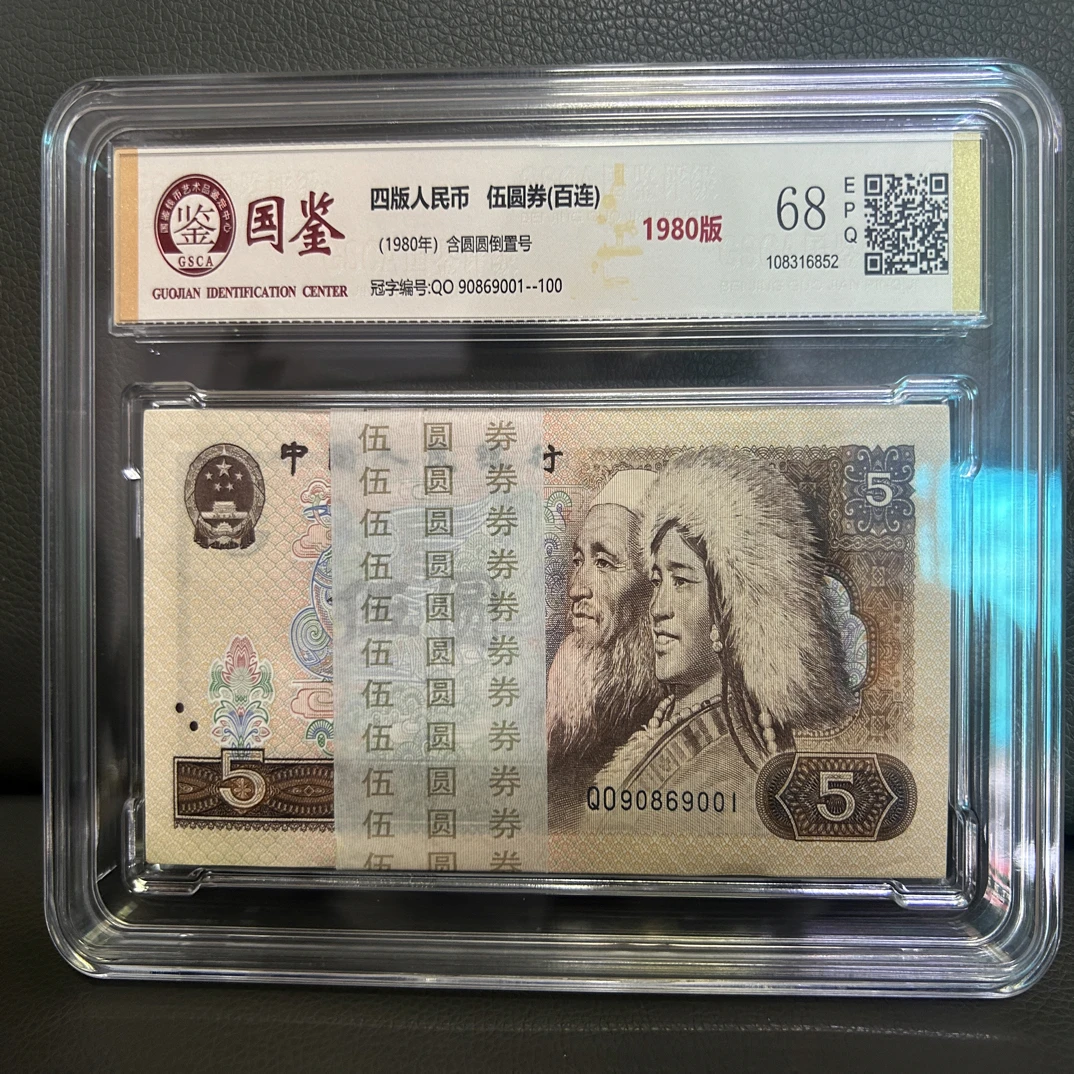 鉴
GSCA
国鉴
GUOJIAN IDENTIFICATION CENTER
四版人民币 伍圆券(百连)
(1980年) 含圆圆倒置号
冠字编号:QO 90869001--100
1980版
68
EPQ
108316852
中
伍 圆 券
伍 圆 券
伍 圆 券
伍 圆 券
伍 圆 券
伍 圆 券
伍 圆 券
伍 圆 券
伍 圆 券
伍 圆 券
伍 圆 券
5
5
QO90869001
5